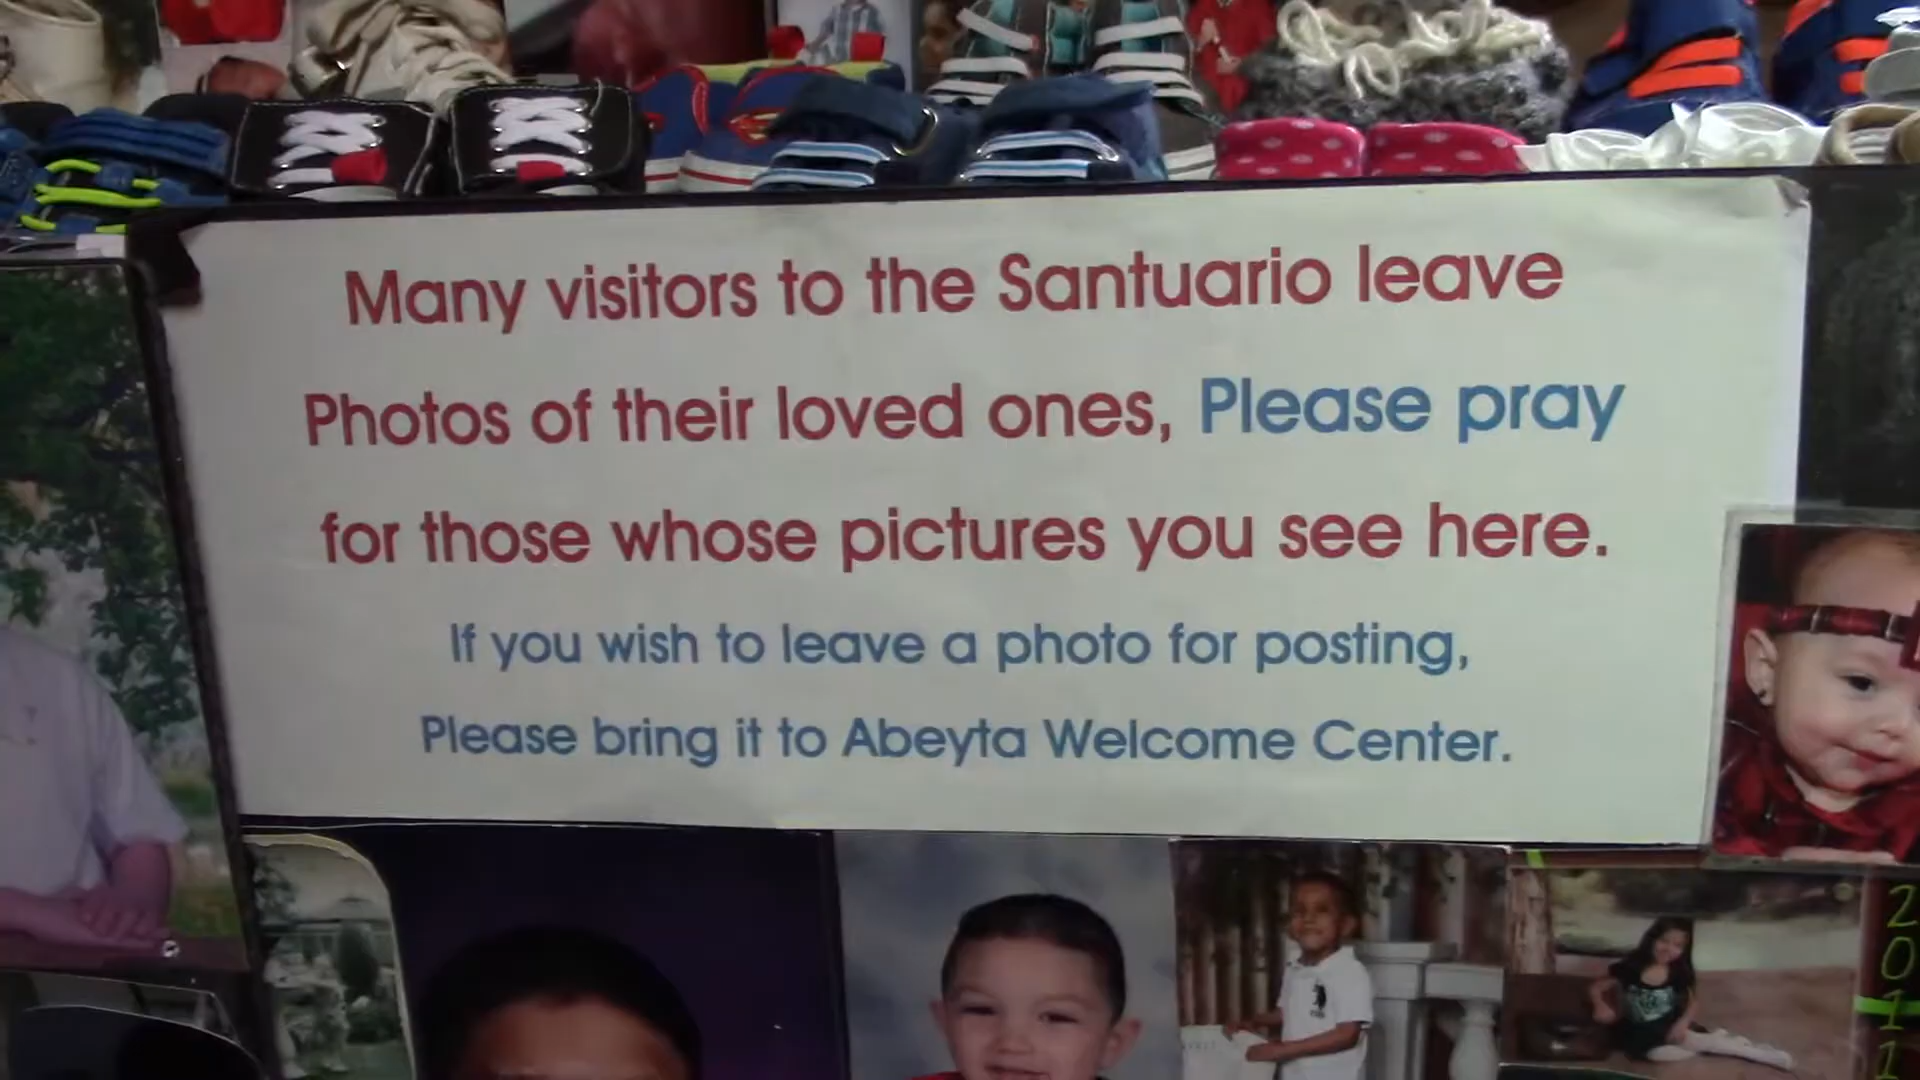 Many visitors to the Santuario leave
Photos of their loved ones, Please pray
for those whose pictures you see here.
If you wish to leave a photo for posting,
Please bring it to Abeyta Welcome Center.
2011